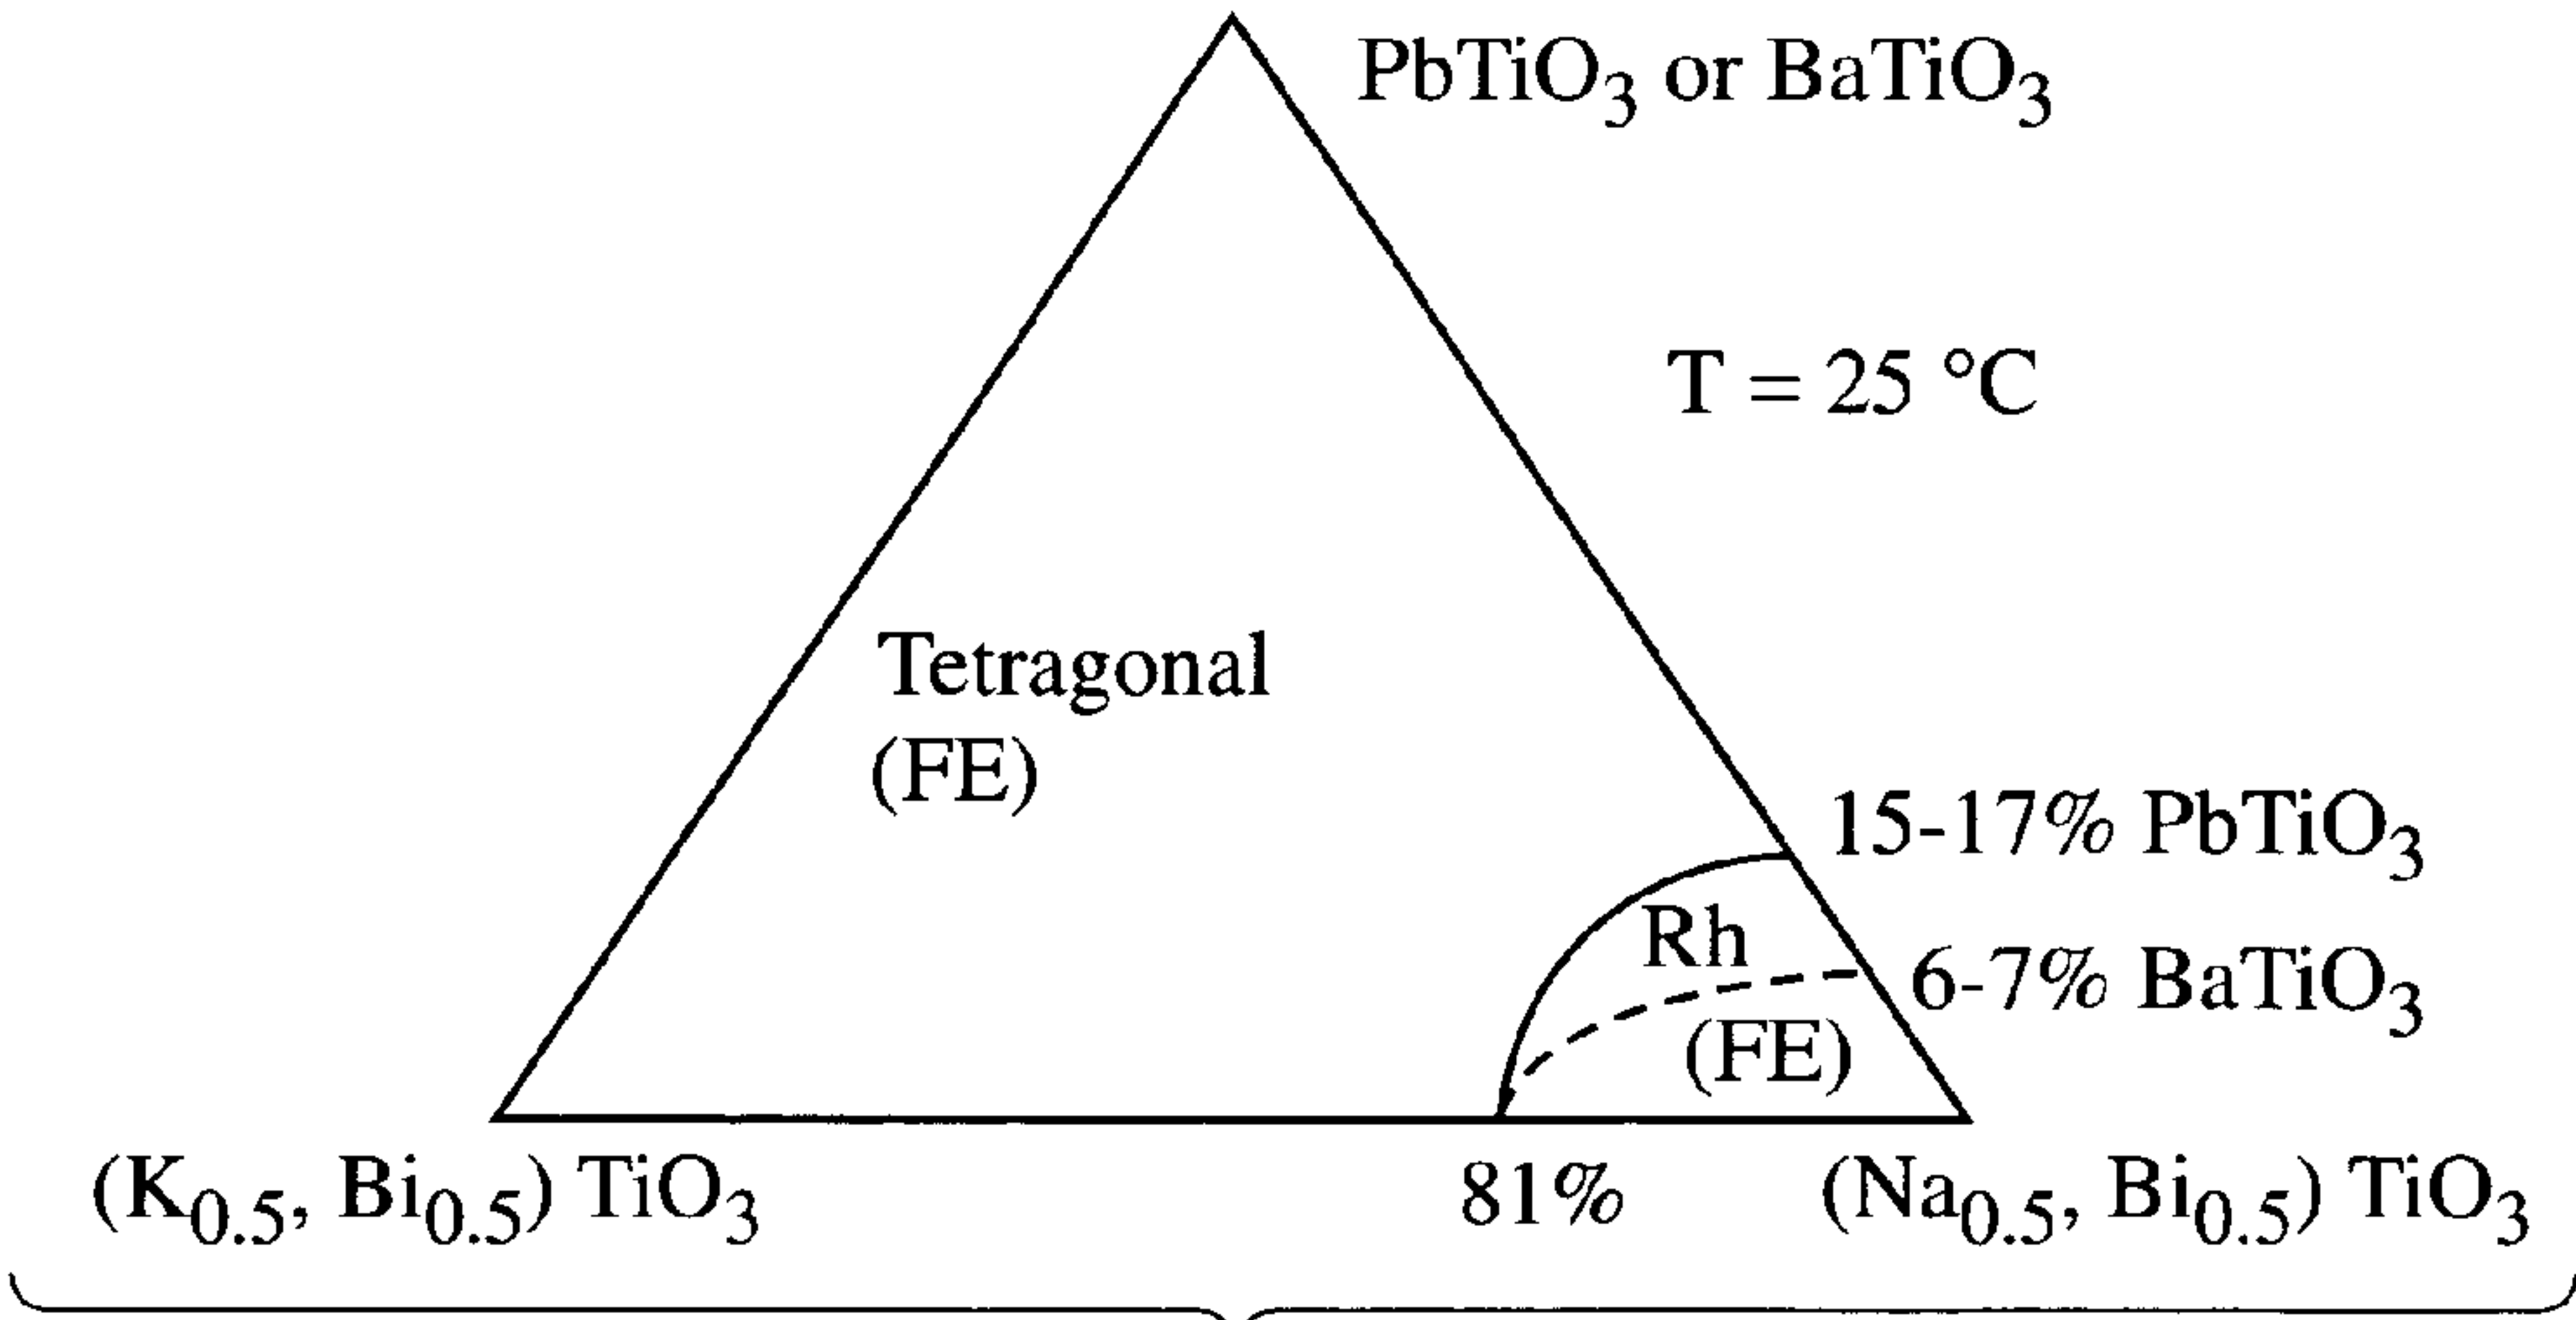 PbTiO₃ or BaTiO₃
T = 25 °C
Tetragonal
(FE)
15-17% PbTiO₃
Rh
6-7% BaTiO₃
(FE)
(K₀.₅, Bi₀.₅) TiO₃
81%
(Na₀.₅, Bi₀.₅) TiO₃